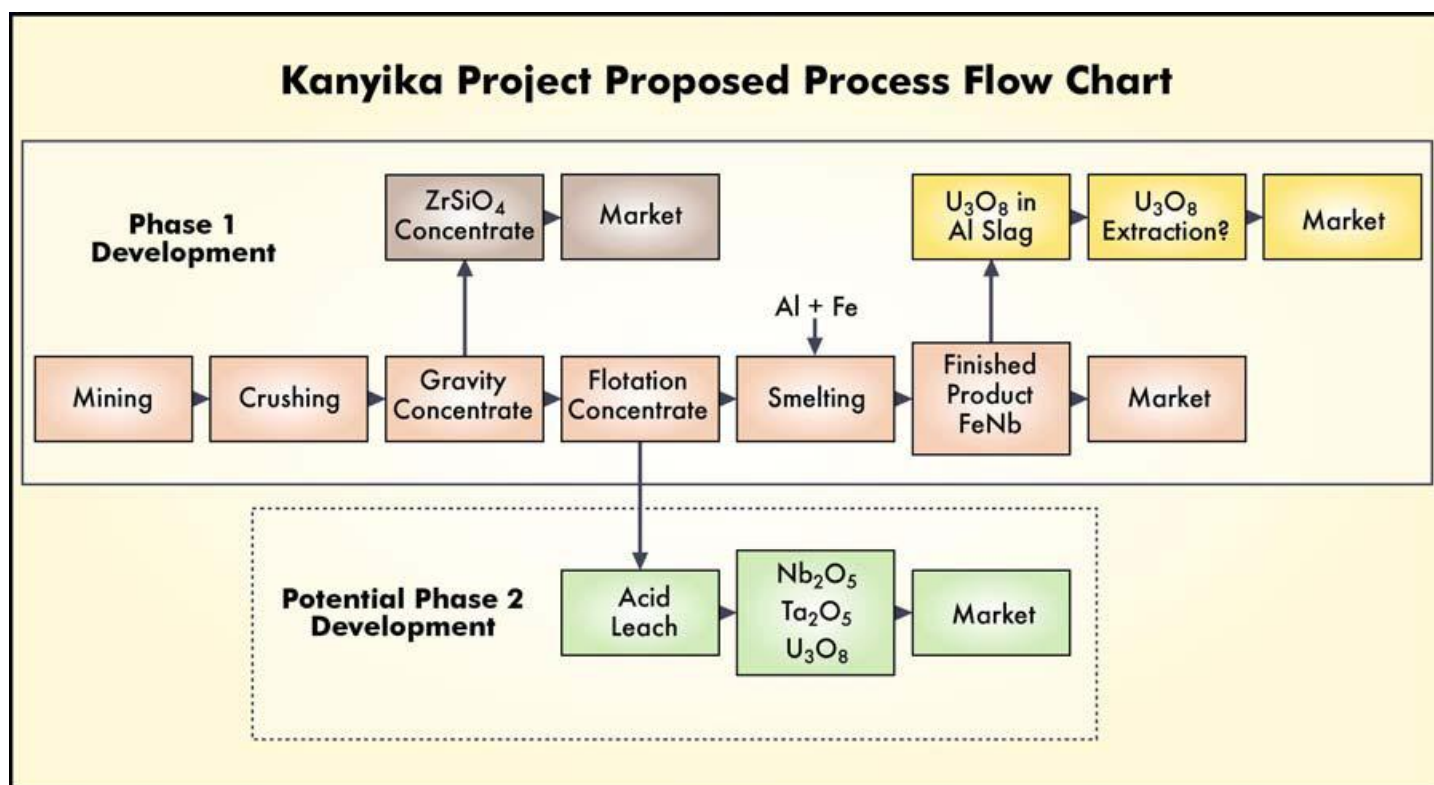 Kanyika Project Proposed Process Flow Chart
Phase 1
Development
ZrSiO₄
Concentrate
Market
U₃O₈ in
Al Slag
U₃O₈
Extraction?
Market
Al + Fe
Mining
Crushing
Gravity
Concentrate
Flotation
Concentrate
Smelting
Finished
Product
FeNb
Market
Potential Phase 2
Development
Acid
Leach
Nb₂O₅
Ta₂O₅
U₃O₈
Market